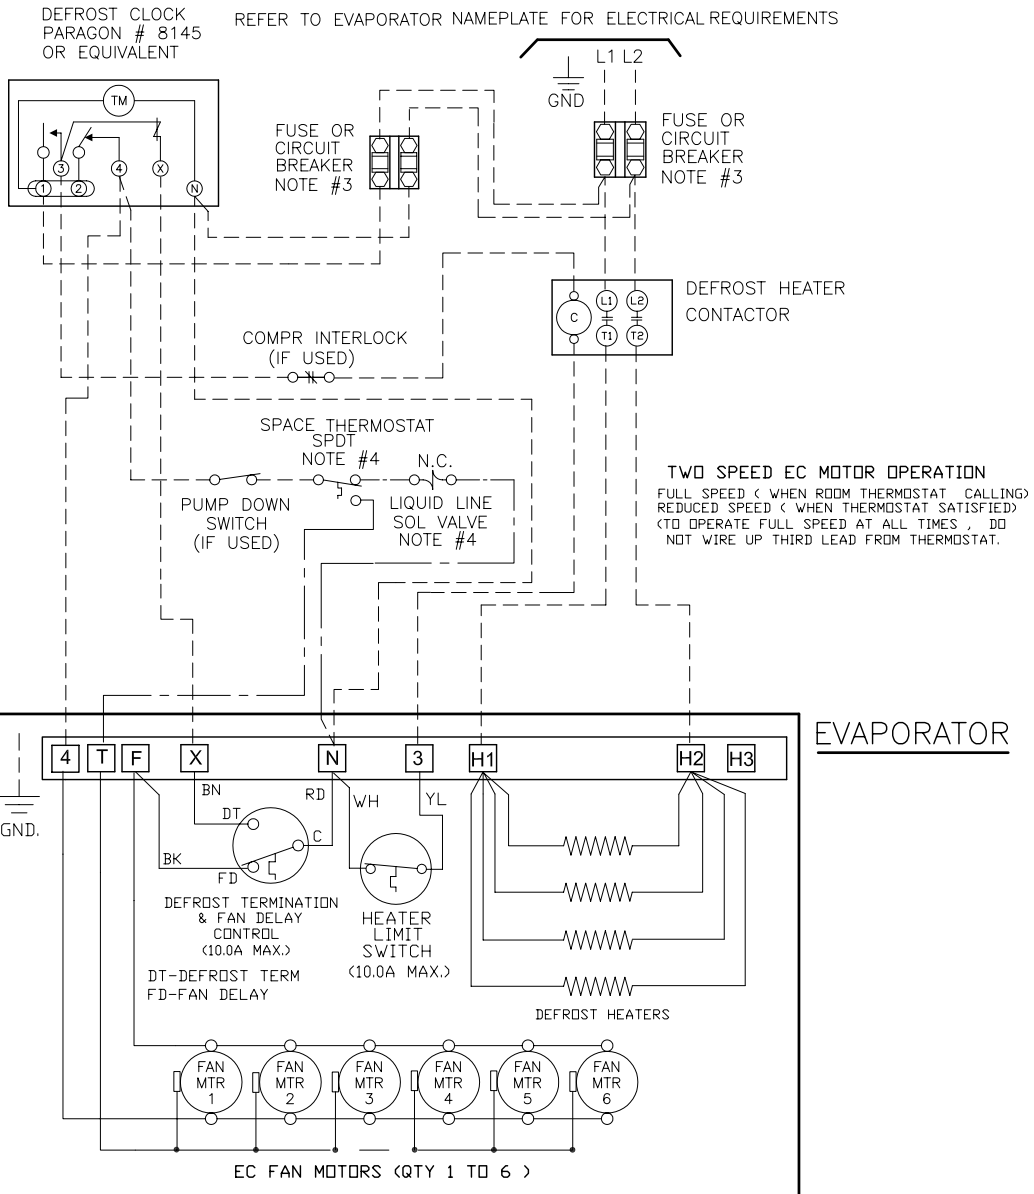 DEFROST CLOCK
PARAGON # 8145
OR EQUIVALENT
REFER TO EVAPORATOR NAMEPLATE FOR ELECTRICAL REQUIREMENTS
L1 L2
GND
TM
3
4
X
1
2
N
FUSE OR
CIRCUIT
BREAKER
NOTE #3
FUSE OR
CIRCUIT
BREAKER
NOTE #3
L1
L2
C
T1
T2
DEFROST HEATER
CONTACTOR
COMPR INTERLOCK
(IF USED)
SPACE THERMOSTAT
SPDT
NOTE #4
N.C.
PUMP DOWN
SWITCH
(IF USED)
LIQUID LINE
SOL VALVE
NOTE #4
TWO SPEED EC MOTOR OPERATION
FULL SPEED ( WHEN ROOM THERMOSTAT CALLING)
REDUCED SPEED ( WHEN THERMOSTAT SATISFIED)
(TO OPERATE FULL SPEED AT ALL TIMES , DO
NOT WIRE UP THIRD LEAD FROM THERMOSTAT.
EVAPORATOR
4
T
F
X
N
3
H1
H2
H3
GND.
BN
RD
WH
YL
DT
C
BK
FD
DEFROST TERMINATION
& FAN DELAY
CONTROL
(10.0A MAX.)
HEATER
LIMIT
SWITCH
(10.0A MAX.)
DT-DEFROST TERM
FD-FAN DELAY
DEFROST HEATERS
FAN
MTR
1
FAN
MTR
2
FAN
MTR
3
FAN
MTR
4
FAN
MTR
5
FAN
MTR
6
EC FAN MOTORS (QTY 1 TO 6 )